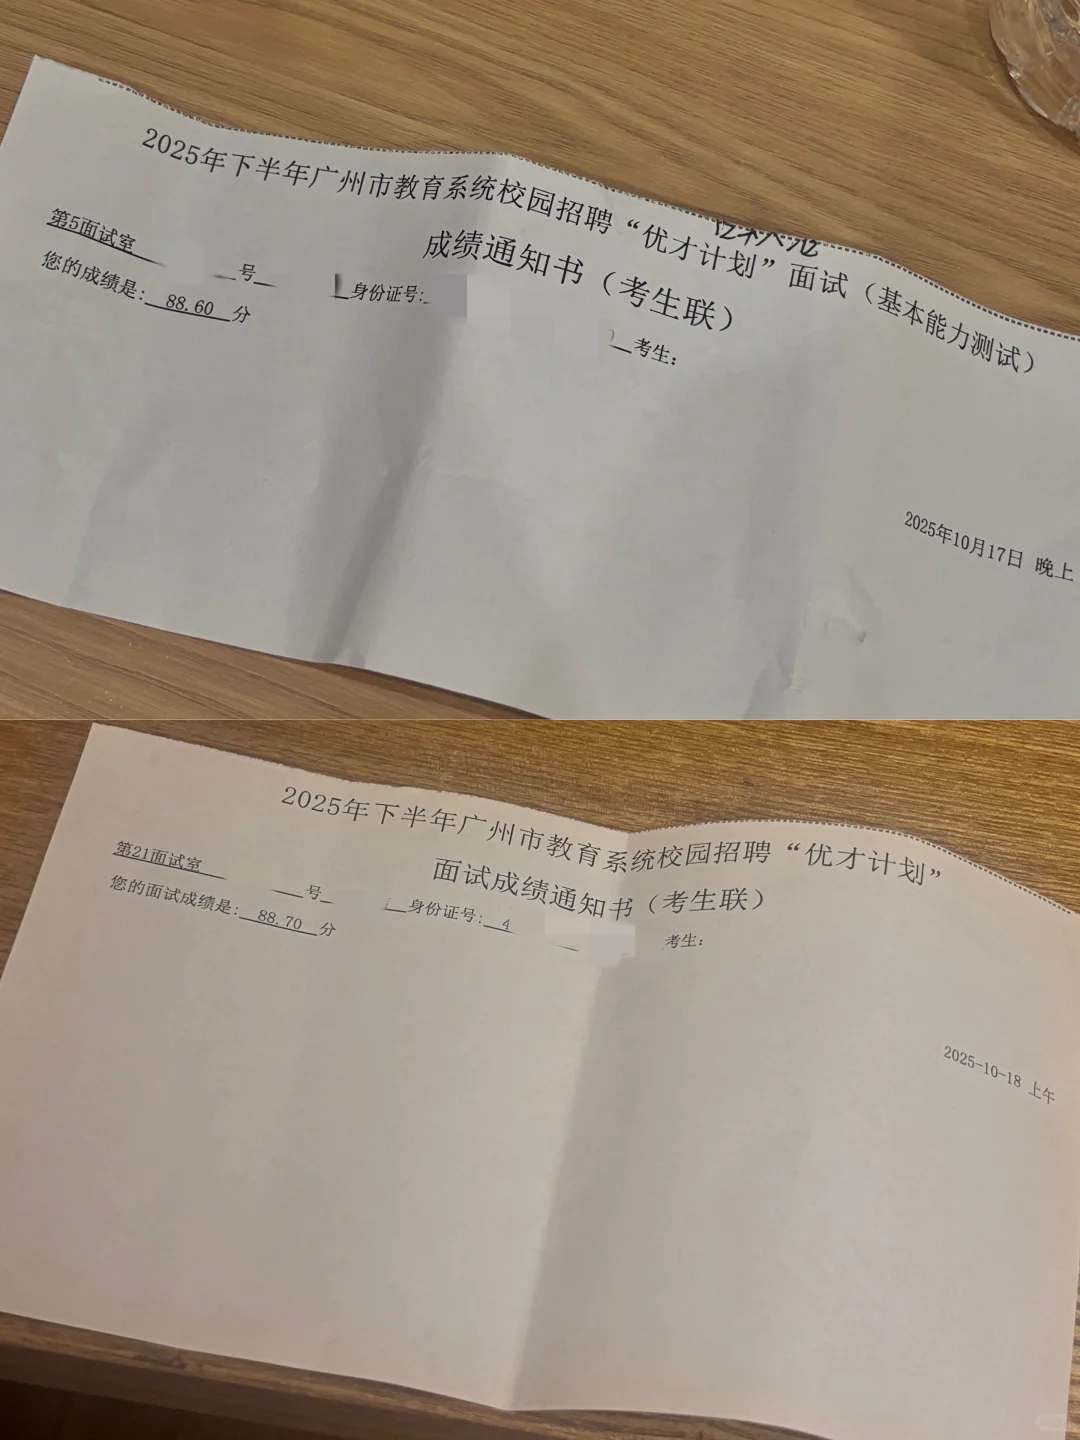 2025年下半年广州市教育系统校园招聘“优才计划”面试（基本能力测试）
成绩通知书（考生联）
第5面试室 号 身份证号: 考生:
您的成绩是: 88.60 分
2025年10月17日 晚上
2025年下半年广州市教育系统校园招聘“优才计划”
面试成绩通知书（考生联）
第21面试室 号 身份证号: 4 考生:
您的面试成绩是: 88.70 分
2025-10-18 上午